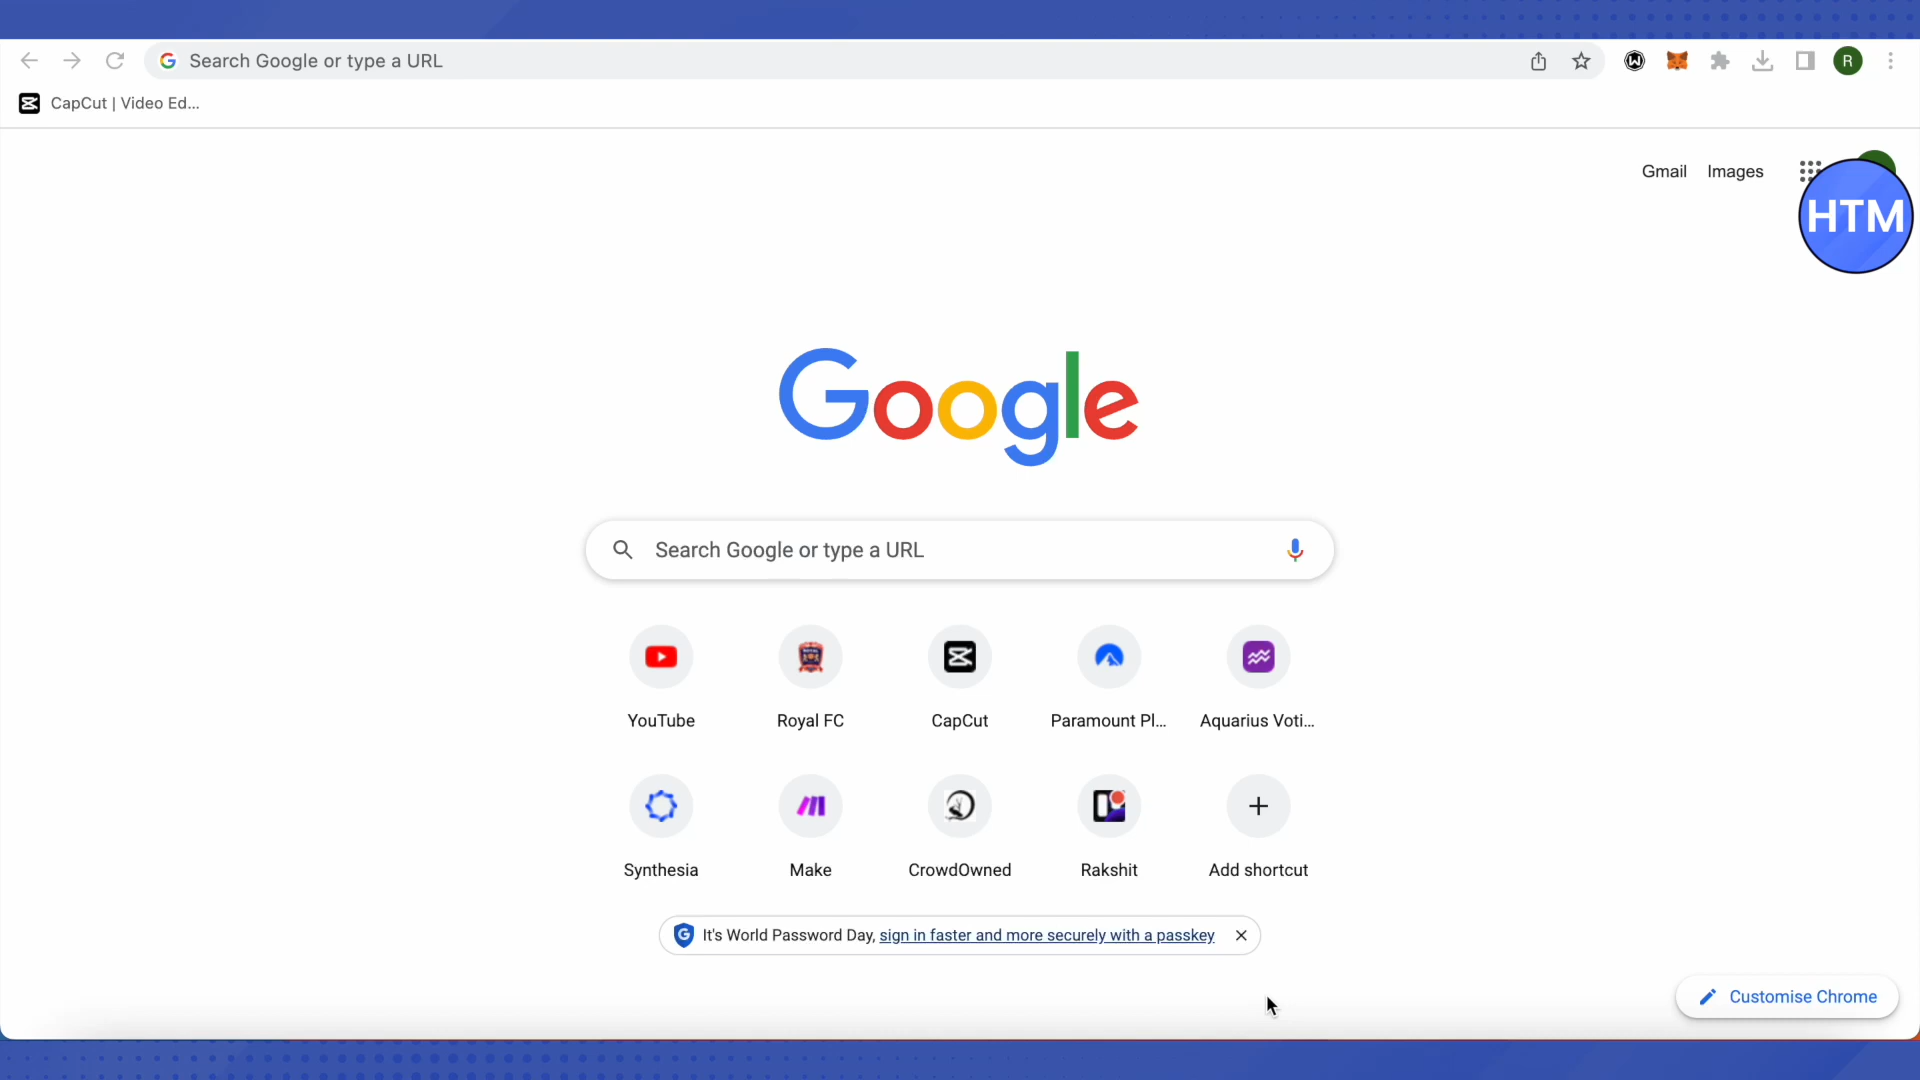 Search Google or type a URL
R
CapCut | Video Ed...
Gmail
Images
HTM
Google
Search Google or type a URL
YouTube
Royal FC
CapCut
Paramount Pl...
Aquarius Voti...
Synthesia
Make
CrowdOwned
Rakshit
Add shortcut
It's World Password Day, sign in faster and more securely with a passkey
Customise Chrome